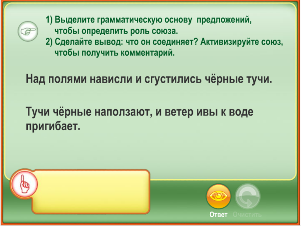 1) Выделите грамматическую основу предложений,
чтобы определить роль союза.
2) Сделайте вывод: что он соединяет? Активизируйте союз,
чтобы получить комментарий.
Над полями нависли и сгустились чёрные тучи.
Тучи чёрные наползают, и ветер ивы к воде
пригибает.
Ответ